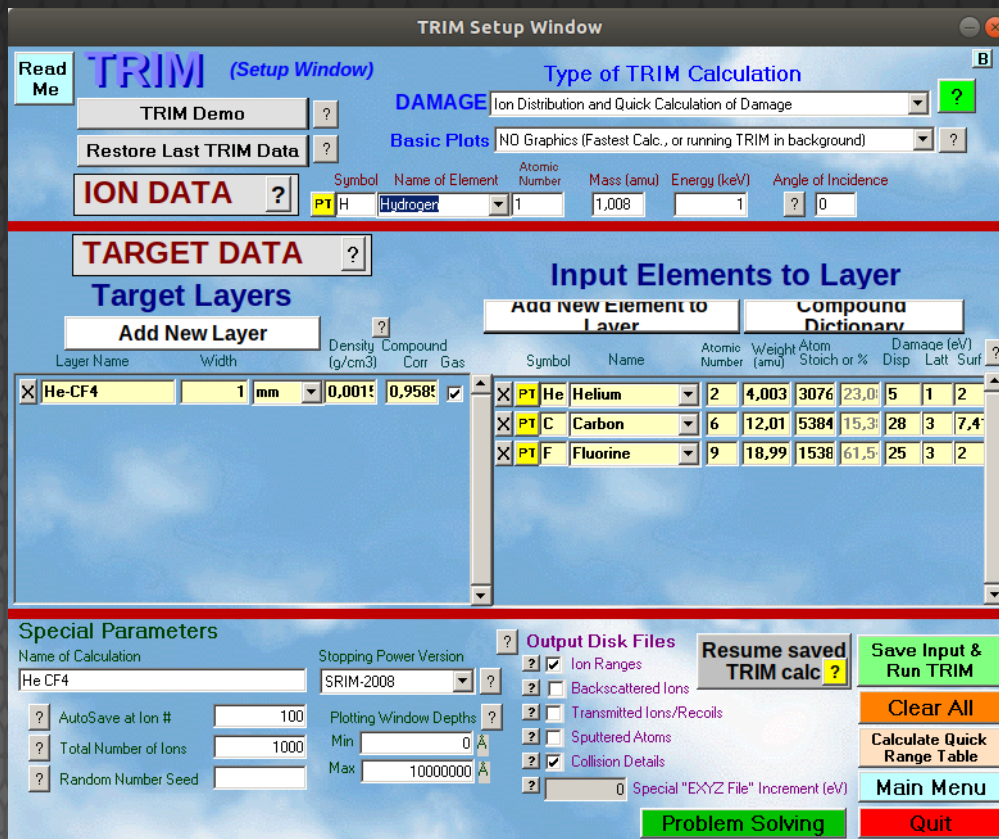 TRIM Setup Window
Read Me
TRIM (Setup Window)
B
Type of TRIM Calculation
TRIM Demo ?
DAMAGE Ion Distribution and Quick Calculation of Damage ?
Restore Last TRIM Data ?
Basic Plots NO Graphics (Fastest Calc., or running TRIM in background) ?
ION DATA ?
Symbol Name of Element Atomic Number Mass (amu) Energy (keV) Angle of Incidence
PT H Hydrogen 1 1,008 1 ? 0
TARGET DATA ?
Target Layers
Input Elements to Layer
Add New Layer
Add New Element to Layer
Compound Dictionary
?
Layer Name Width Density (g/cm3) Compound Corr Gas
Symbol Name Atomic Number Weight (amu) Atom Stoich or % Damage (eV) Disp Latt Surf ?
X He-CF4 1 mm 0,001 0,958
X PT He Helium 2 4,003 3076 23,0 5 1 2
X PT C Carbon 6 12,01 5384 15,3 28 3 7,4
X PT F Fluorine 9 18,99 1538 61,5 25 3 2
Special Parameters
Name of Calculation
He CF4
Stopping Power Version
SRIM-2008 ?
? AutoSave at Ion # 100
? Total Number of Ions 1000
? Random Number Seed
Plotting Window Depths ?
Min 0 Å
Max 10000000 Å
? Output Disk Files
? Ion Ranges
? Backscattered Ions
? Transmitted Ions/Recoils
? Sputtered Atoms
? Collision Details
? 0 Special "EXYZ File" Increment (eV)
Resume saved TRIM calc ?
Problem Solving
Save Input & Run TRIM
Clear All
Calculate Quick Range Table
Main Menu
Quit